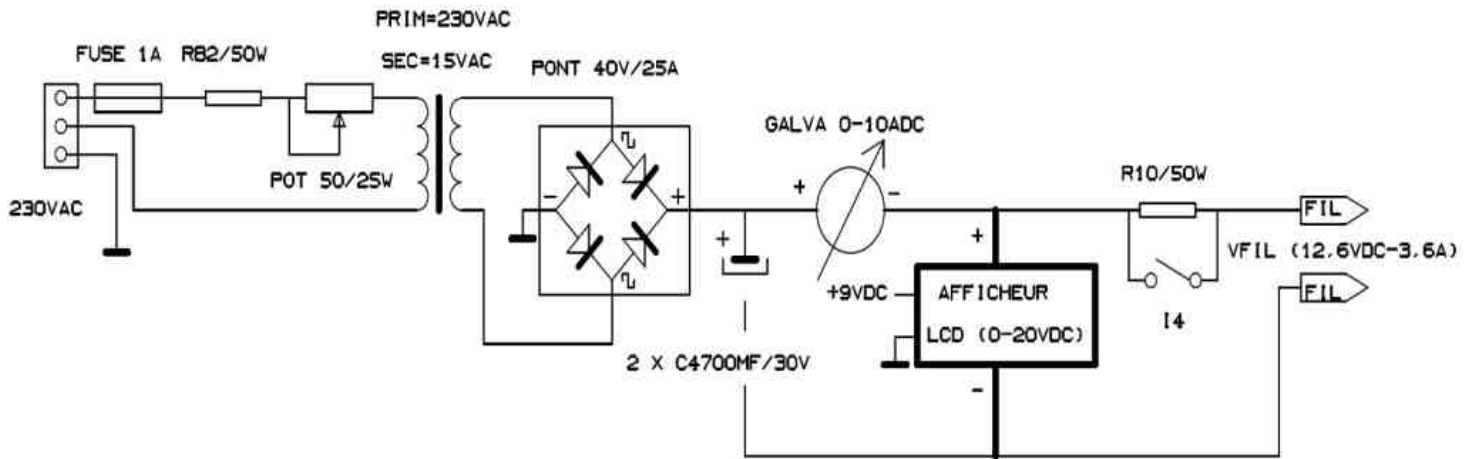 PRIM=230VAC
FUSE 1A R82/50W
SEC=15VAC
PONT 40V/25A
GALVA 0-10ADC
POT 50/25W
230VAC
-
+
+
-
R10/50W
FIL
+
+
VFIL (12,6VDC-3,6A)
+9VDC
AFFICHEUR
FIL
LCD (0-20VDC)
I4
2 X C4700MF/30V
-